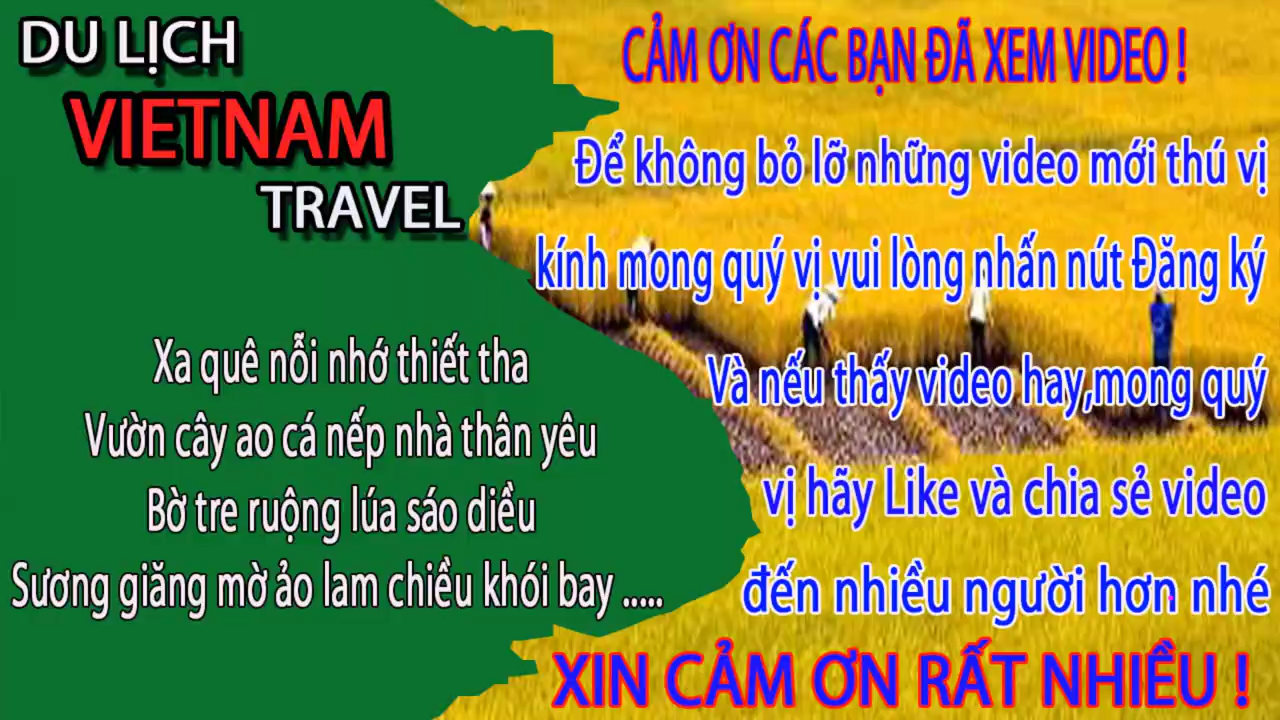 DU LỊCH
VIETNAM
TRAVEL
Xa quê nỗi nhớ thiết tha
Vườn cây ao cá nếp nhà thân yêu
Bờ tre ruộng lúa sáo diều
Sương giăng mờ ảo lam chiều khói bay .....
CẢM ƠN CÁC BẠN ĐÃ XEM VIDEO !
Để không bỏ lỡ những video mới thú vị
kính mong quý vị vui lòng nhấn nút Đăng ký
Và nếu thấy video hay,mong quý
vị hãy Like và chia sẻ video
đến nhiều người hơn nhé
XIN CẢM ƠN RẤT NHIỀU !